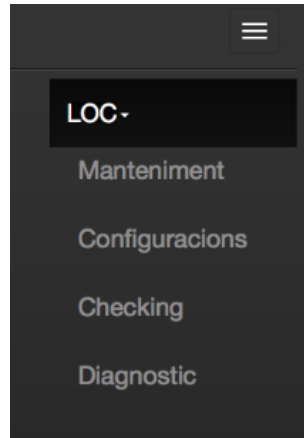 LOC
Manteniment
Configuracions
Checking
Diagnostic